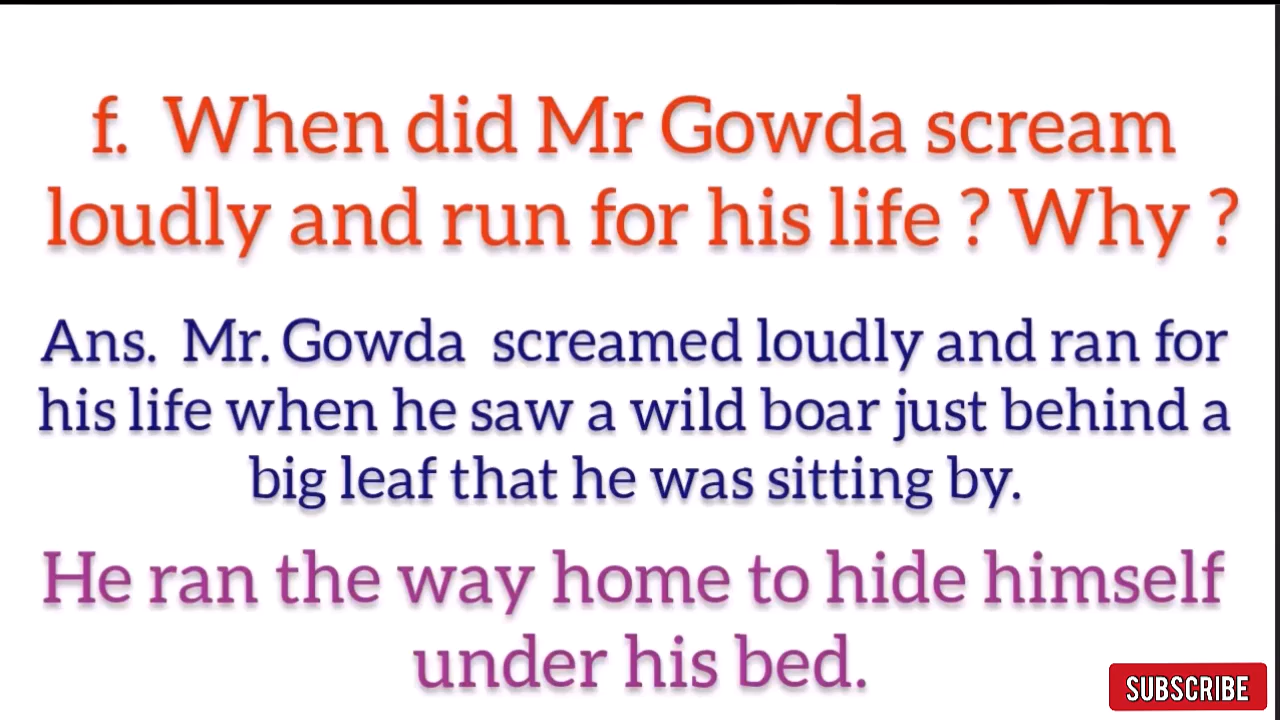 f. When did Mr Gowda scream
loudly and run for his life ? Why ?
Ans. Mr. Gowda screamed loudly and ran for
his life when he saw a wild boar just behind a
big leaf that he was sitting by.
He ran the way home to hide himself
under his bed.
SUBSCRIBE